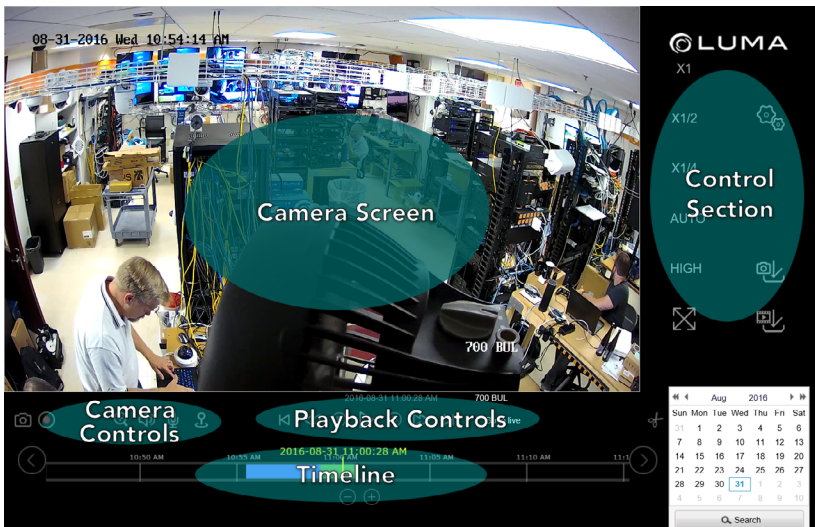 08-31-2016 Wed 10:54:14 AM
LUMA
X1
X1/2
X1/4
Control
Section
AUTO
HIGH
Camera Screen
700 BUL
2016-08-31 11:00:28 AM 700 BUL
Camera
Controls
Playback Controls
live
2016-08-31 11:00:28 AM
10:50 AM 10:55 AM 11:00 AM 11:05 AM 11:10 AM 11:1
Timeline
Aug 2016
Sun Mon Tue Wed Thu Fri Sat
31 1 2 3 4 5 6
7 8 9 10 11 12 13
14 15 16 17 18 19 20
21 22 23 24 25 26 27
28 29 30 31 1 2 3
4 5 6 7 8 9 10
Search